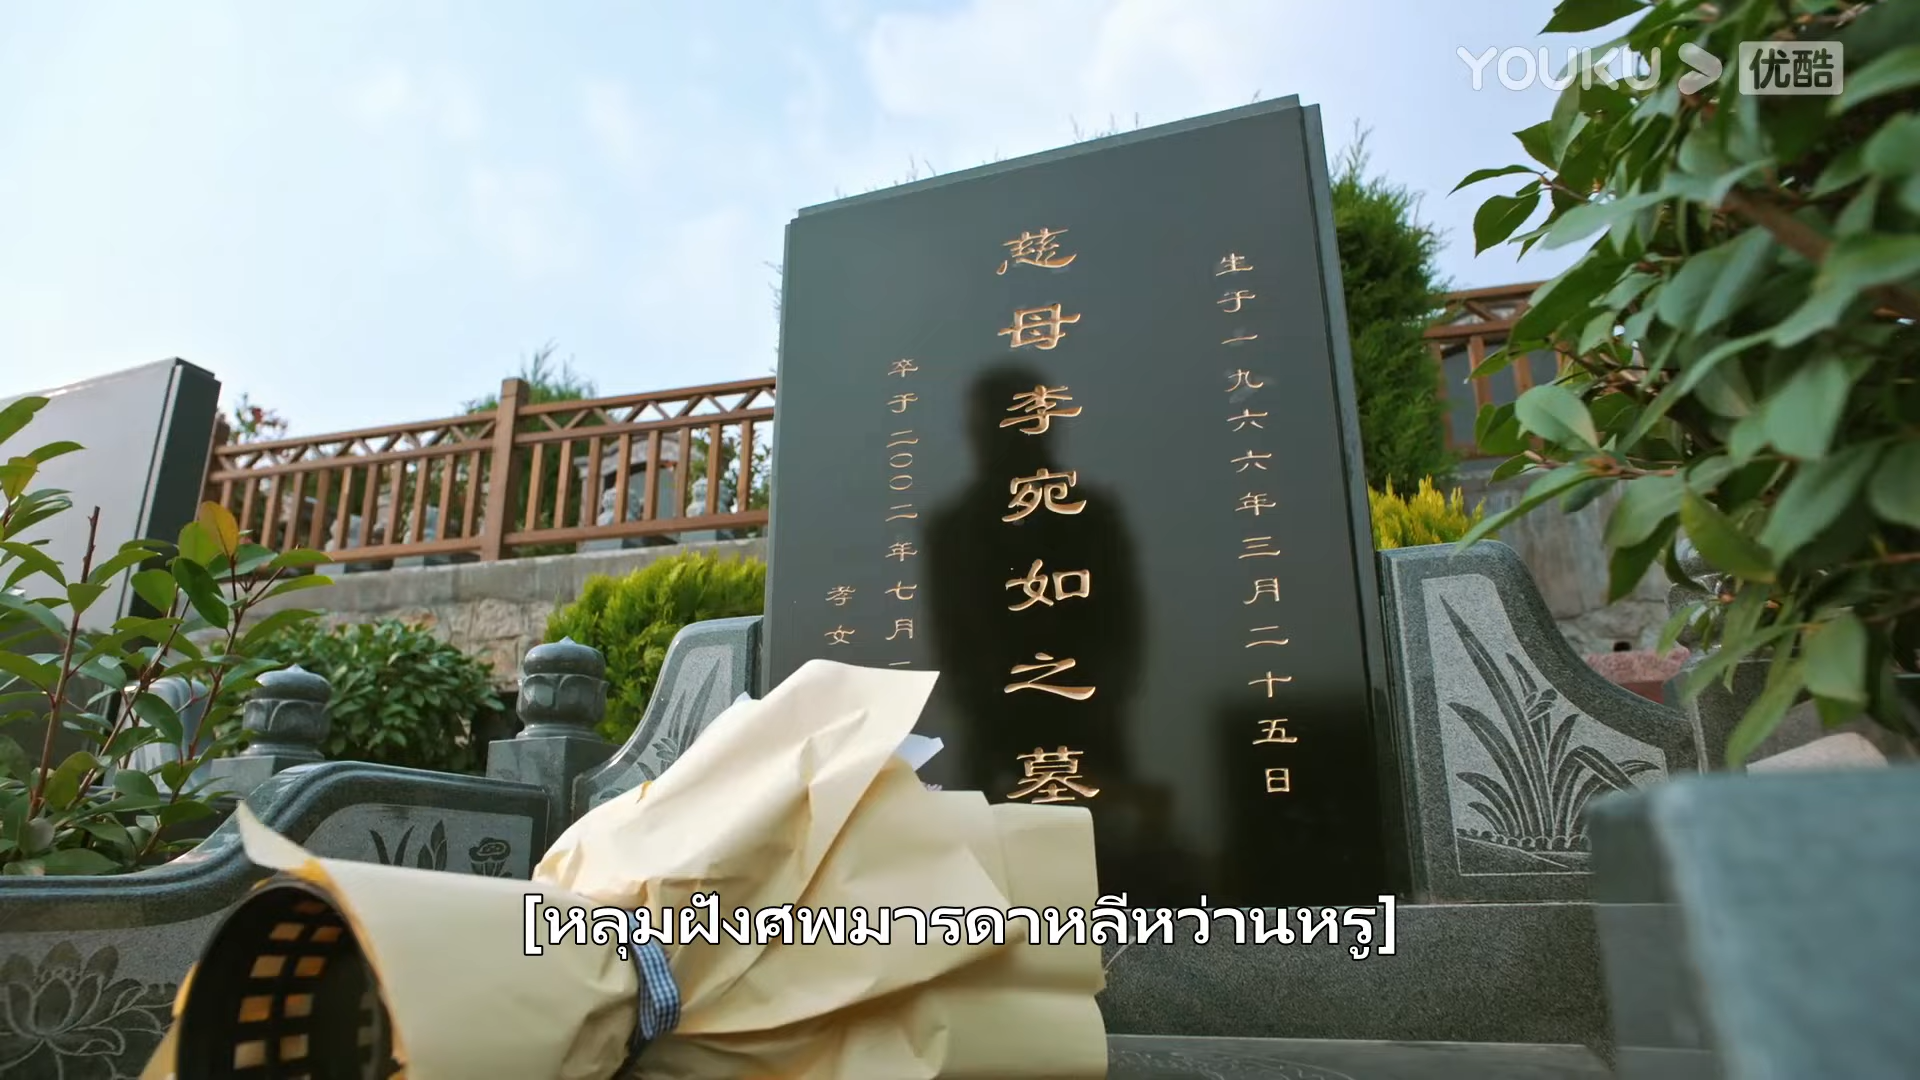 YOUKU 优酷
生于一九六六年三月二十五日
慈母李宛如之墓
卒于二〇〇二年七月一
孝女
[หลุมฝังศพมารดาหลีหว่านหรู]